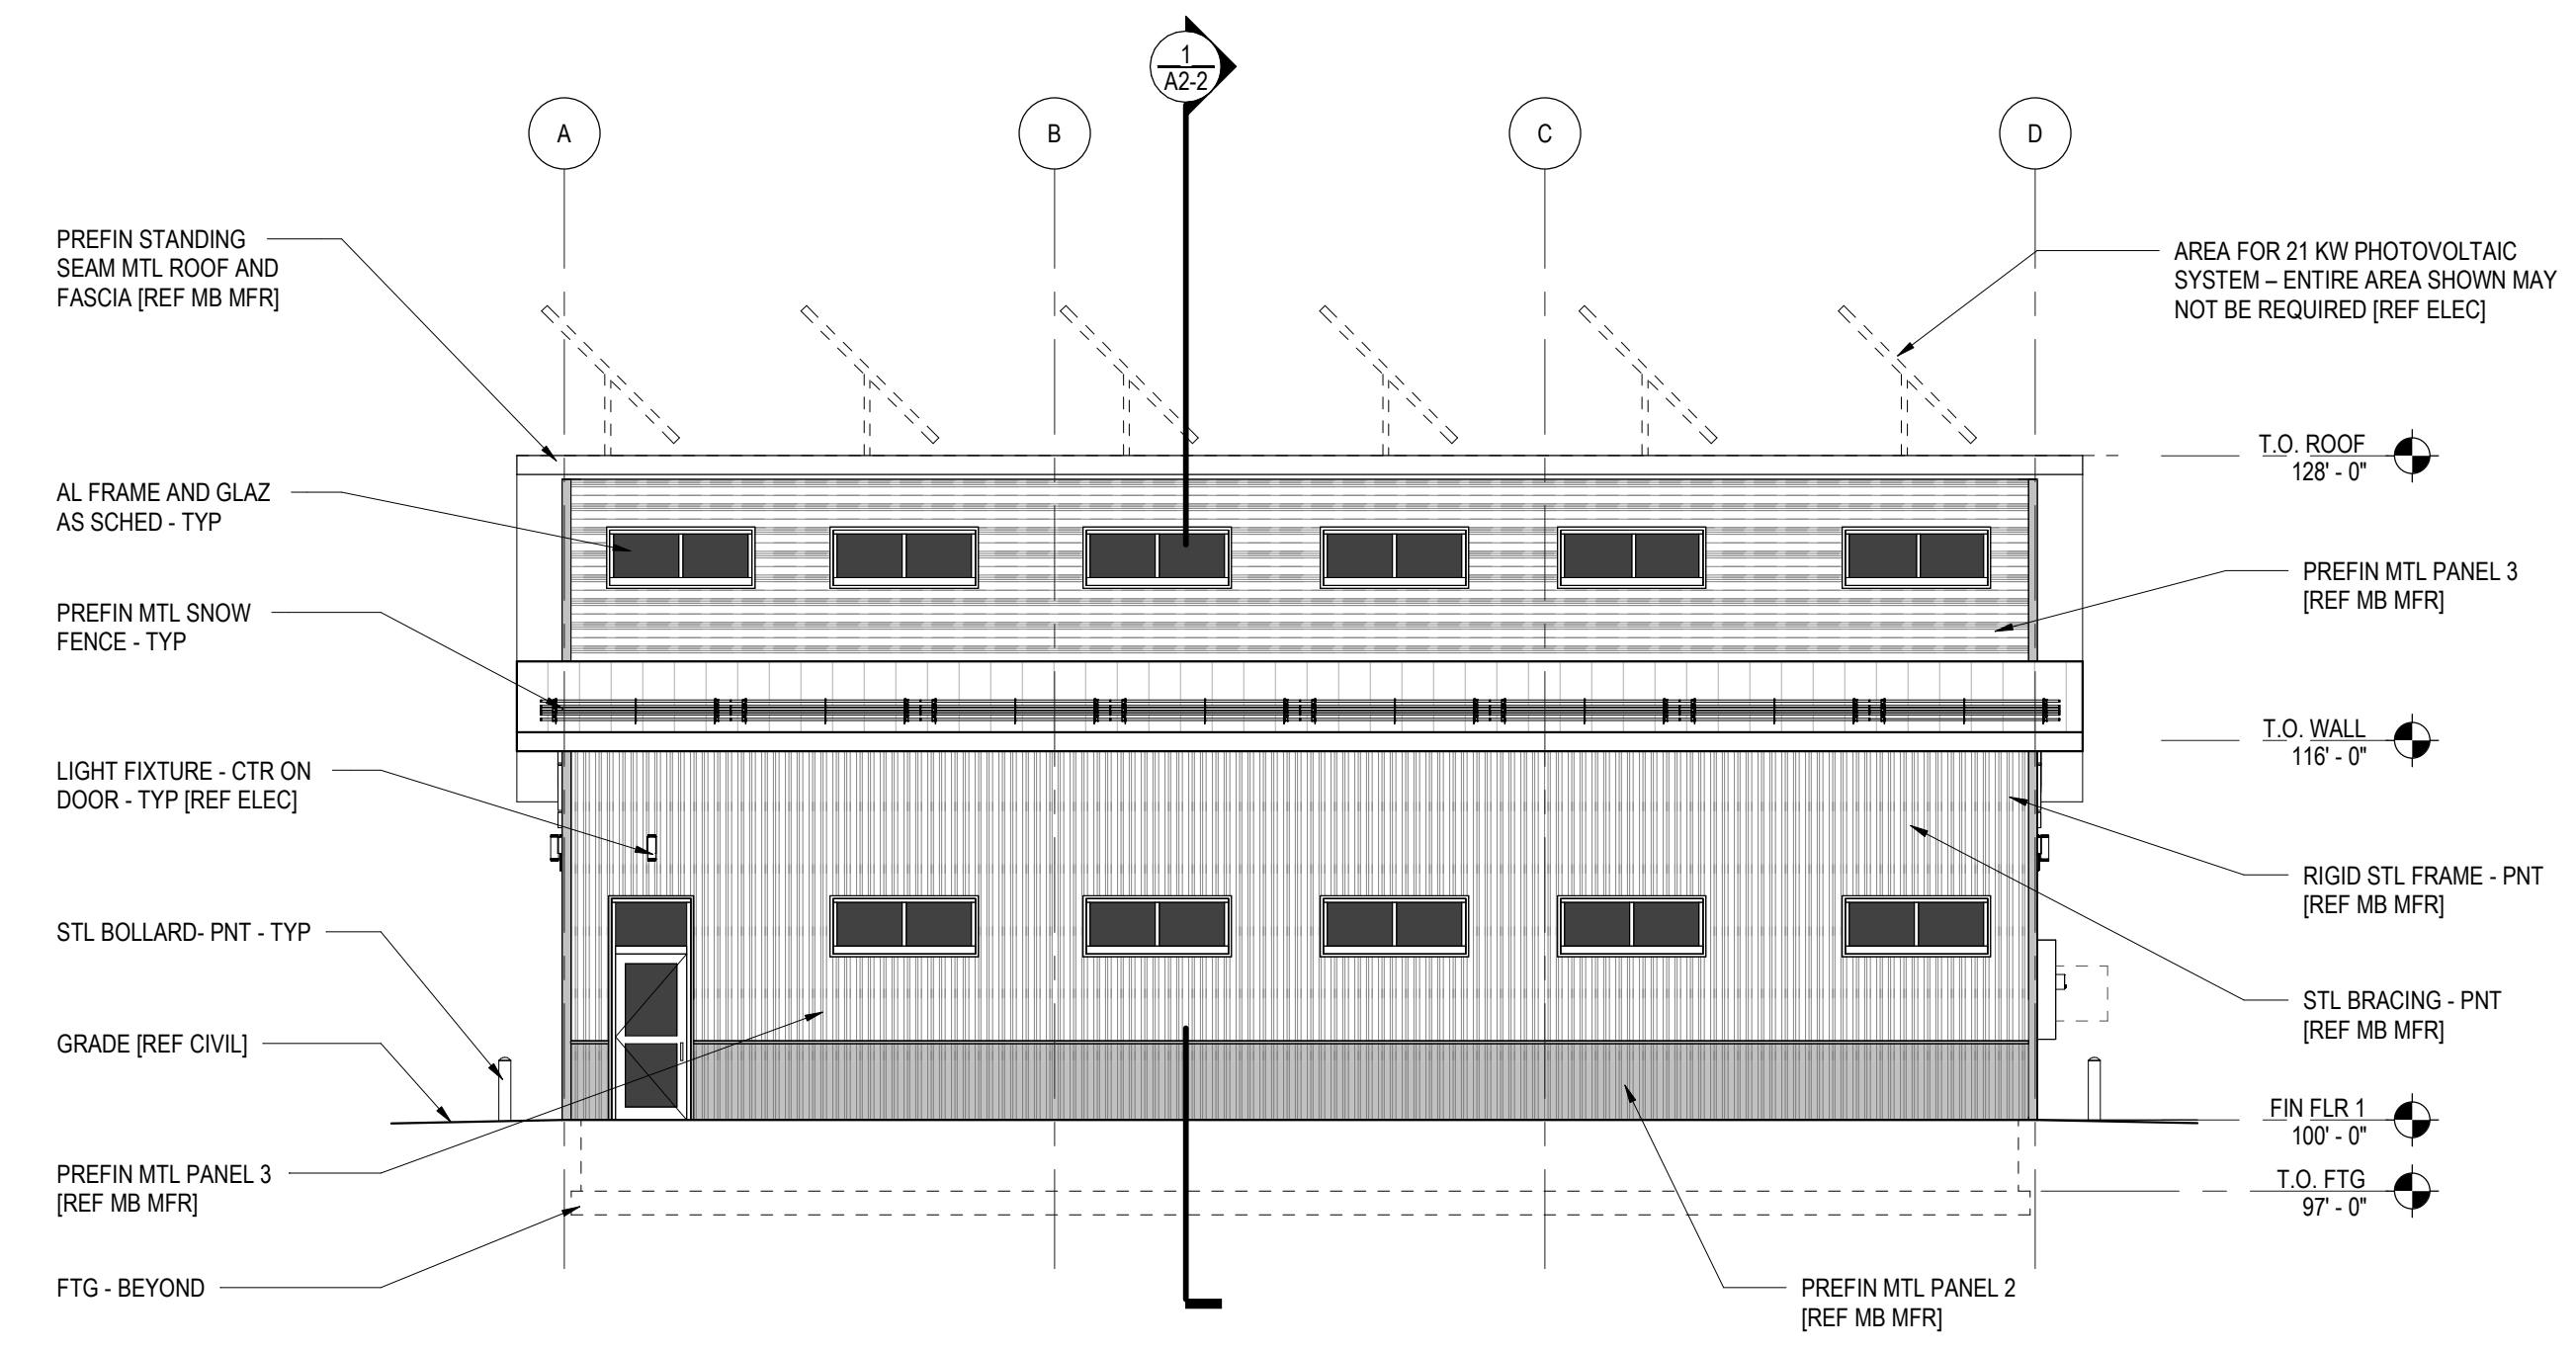 1
A2-2
A
B
C
D
PREFIN STANDING
SEAM MTL ROOF AND
FASCIA [REF MB MFR]
AL FRAME AND GLAZ
AS SCHED - TYP
PREFIN MTL SNOW
FENCE - TYP
LIGHT FIXTURE - CTR ON
DOOR - TYP [REF ELEC]
STL BOLLARD- PNT - TYP
GRADE [REF CIVIL]
PREFIN MTL PANEL 3
[REF MB MFR]
FTG - BEYOND
AREA FOR 21 KW PHOTOVOLTAIC
SYSTEM – ENTIRE AREA SHOWN MAY
NOT BE REQUIRED [REF ELEC]
T.O. ROOF
128' - 0"
PREFIN MTL PANEL 3
[REF MB MFR]
T.O. WALL
116' - 0"
RIGID STL FRAME - PNT
[REF MB MFR]
STL BRACING - PNT
[REF MB MFR]
FIN FLR 1
100' - 0"
T.O. FTG
97' - 0"
PREFIN MTL PANEL 2
[REF MB MFR]